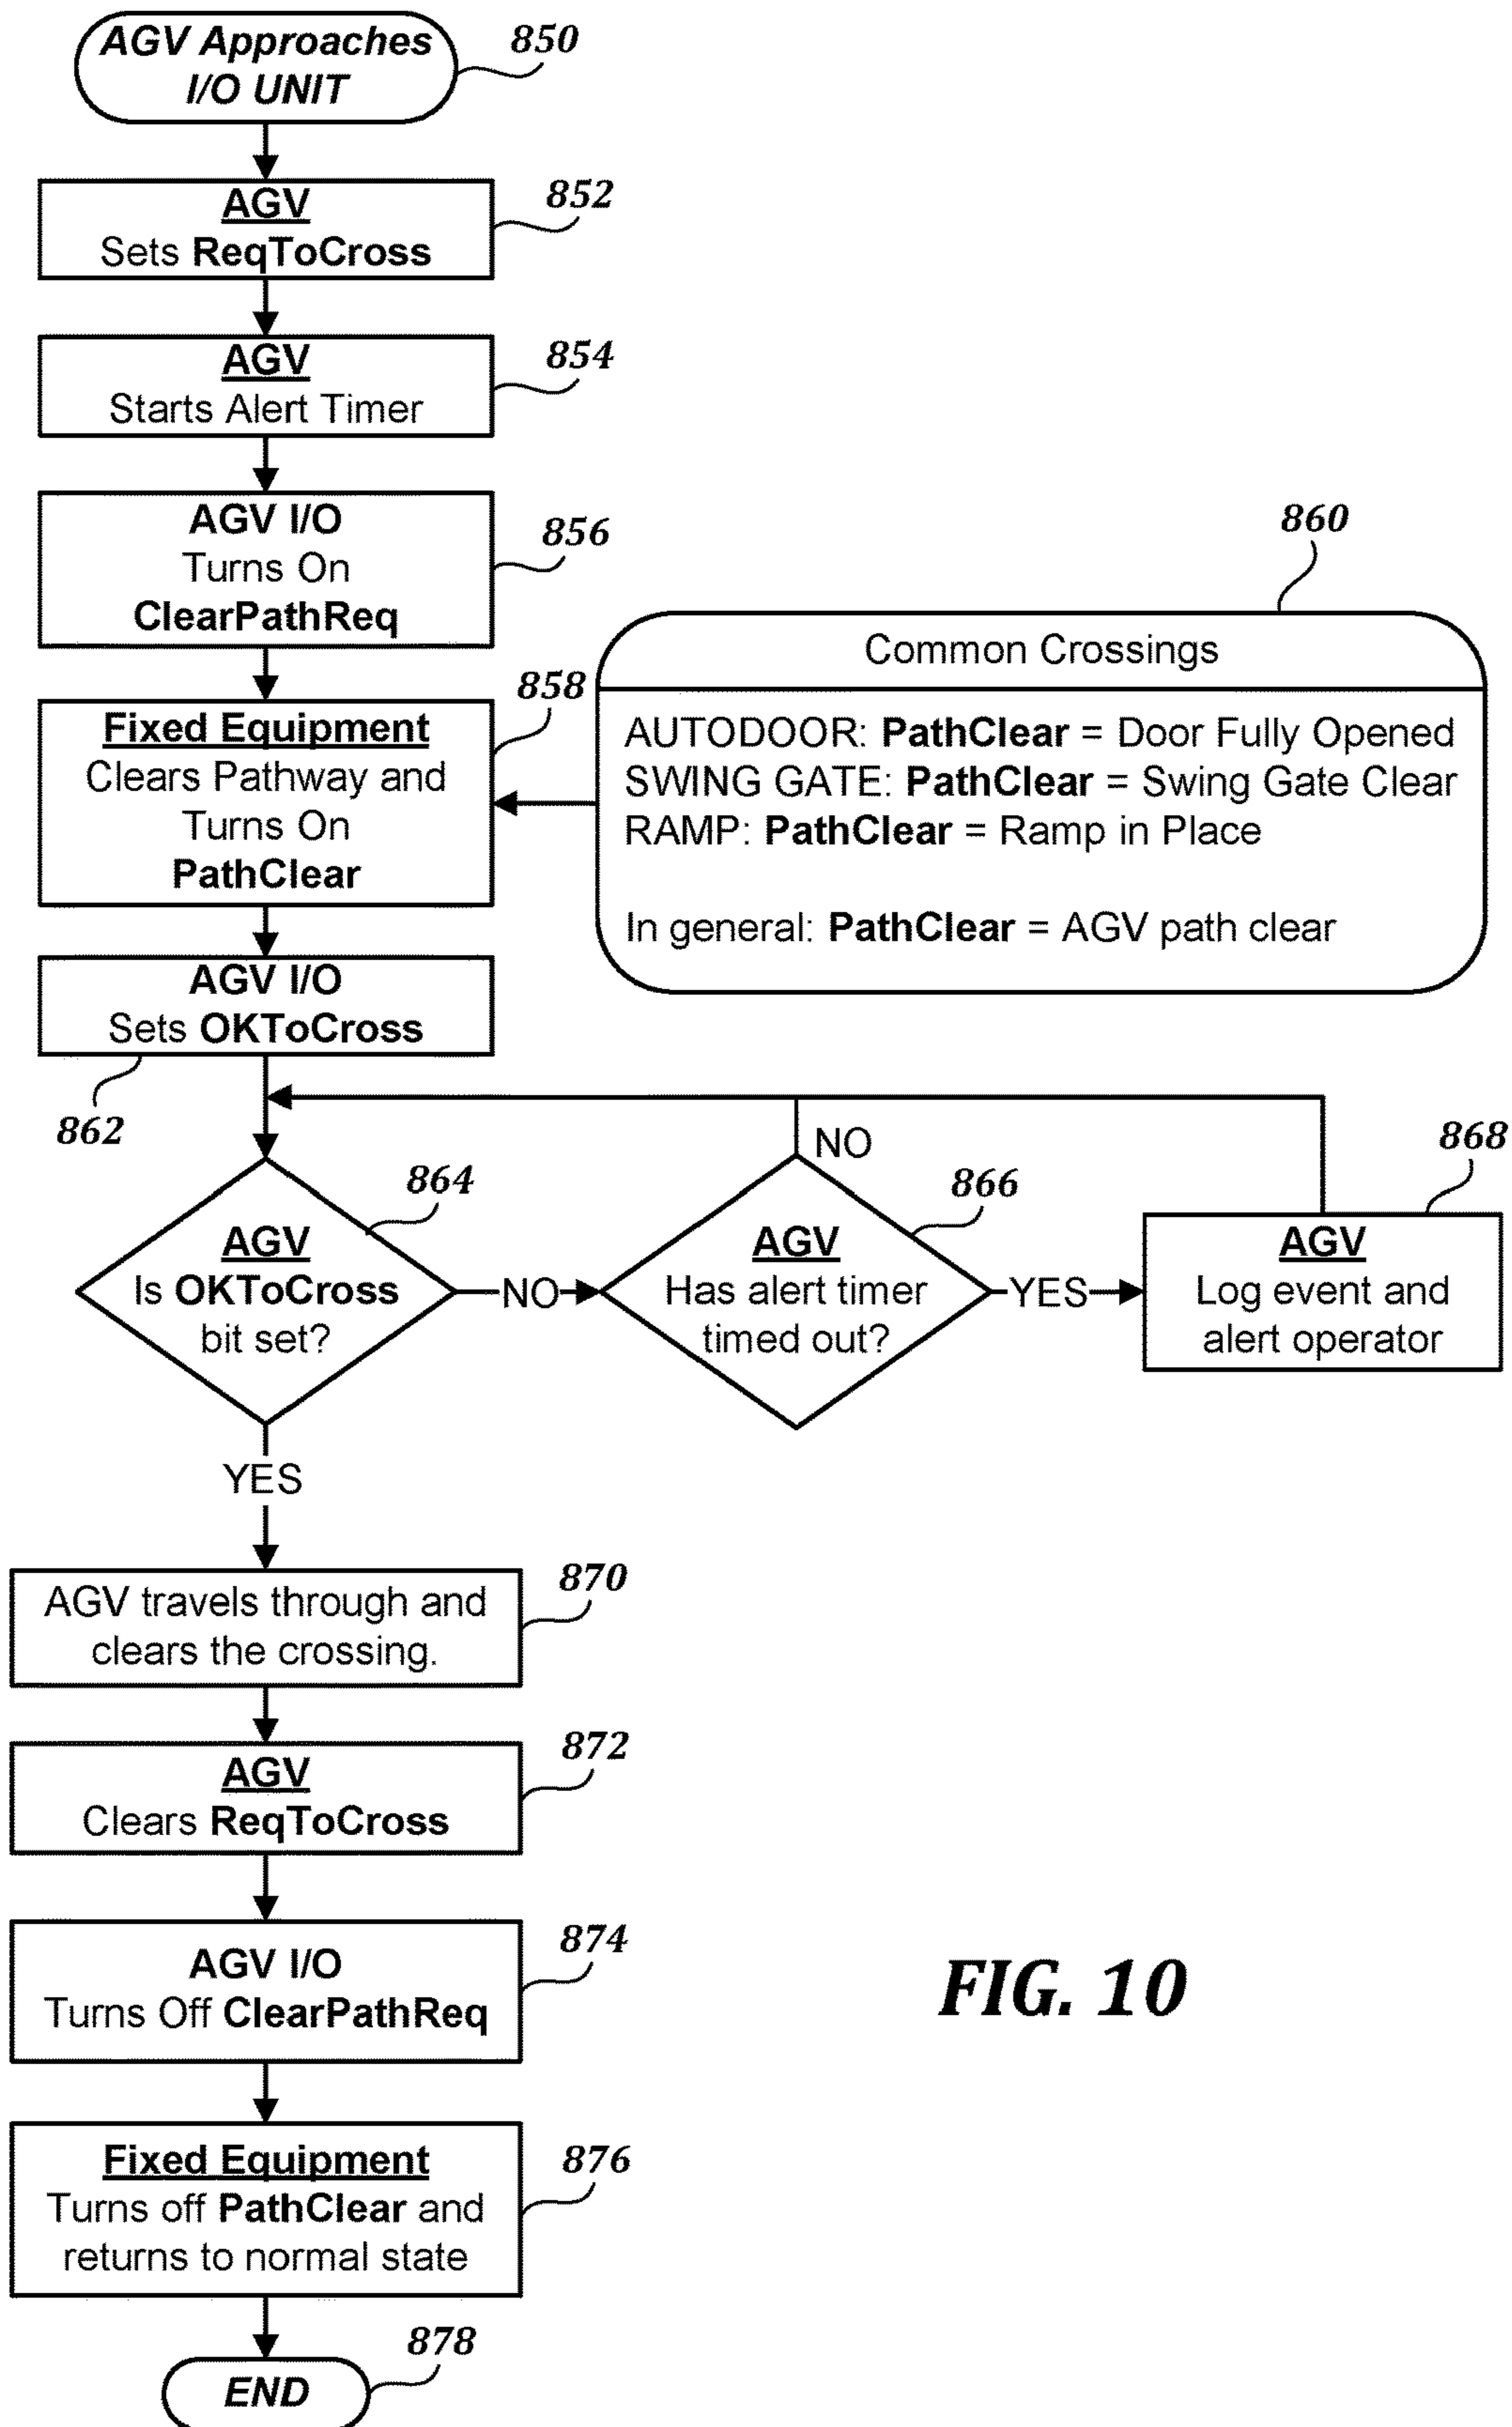 AGV Approaches
I/O UNIT
850
AGV
Sets ReqToCross
852
AGV
Starts Alert Timer
854
AGV I/O
Turns On
ClearPathReq
856
Fixed Equipment
Clears Pathway and
Turns On
PathClear
858
860
Common Crossings
AUTODOOR: PathClear = Door Fully Opened
SWING GATE: PathClear = Swing Gate Clear
RAMP: PathClear = Ramp in Place
In general: PathClear = AGV path clear
AGV I/O
Sets OKToCross
862
AGV
Is OKToCross
bit set?
864
NO
AGV
Has alert timer
timed out?
866
NO
YES
AGV
Log event and
alert operator
868
YES
AGV travels through and
clears the crossing.
870
AGV
Clears ReqToCross
872
AGV I/O
Turns Off ClearPathReq
874
Fixed Equipment
Turns off PathClear and
returns to normal state
876
END
878
FIG. 10